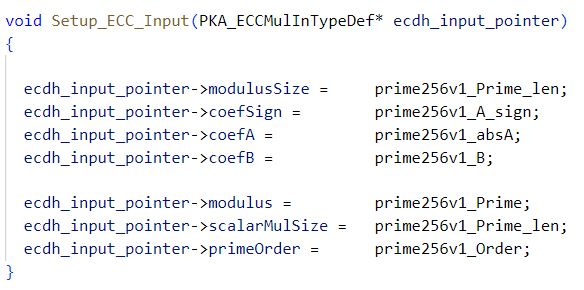 void Setup_ECC_Input(PKA_ECCMulInTypeDef* ecdh_input_pointer)
{
ecdh_input_pointer->modulusSize = prime256v1_Prime_len;
ecdh_input_pointer->coefSign = prime256v1_A_sign;
ecdh_input_pointer->coefA = prime256v1_absA;
ecdh_input_pointer->coefB = prime256v1_B;
ecdh_input_pointer->modulus = prime256v1_Prime;
ecdh_input_pointer->scalarMulSize = prime256v1_Prime_len;
ecdh_input_pointer->primeOrder = prime256v1_Order;
}